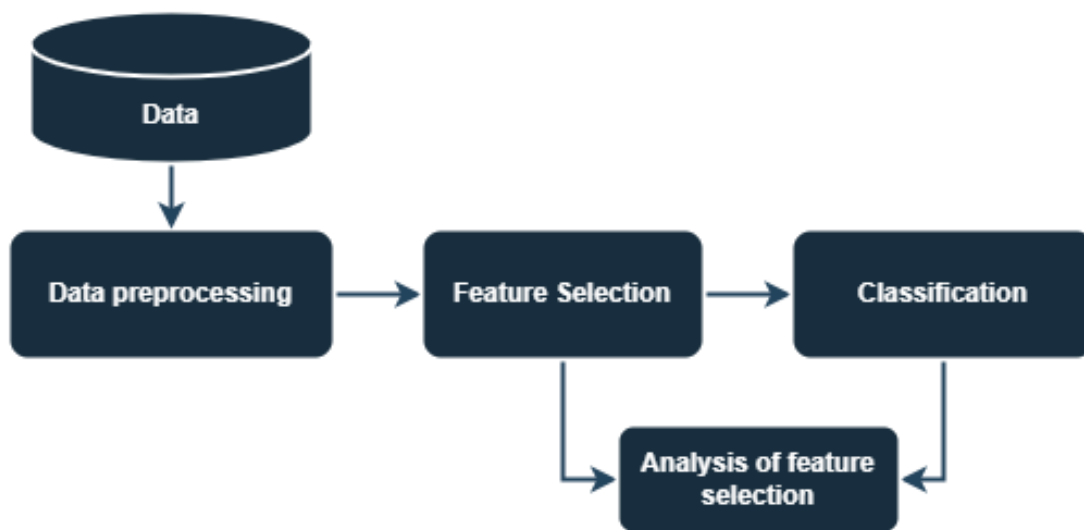 Data
Data preprocessing
Feature Selection
Classification
Analysis of feature
selection